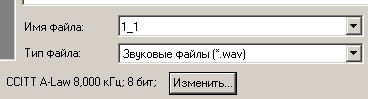 Имя файла: 1_1
Тип файла: Звуковые файлы (*.wav)
CCITT A-Law 8,000 кГц; 8 бит; Изменить...